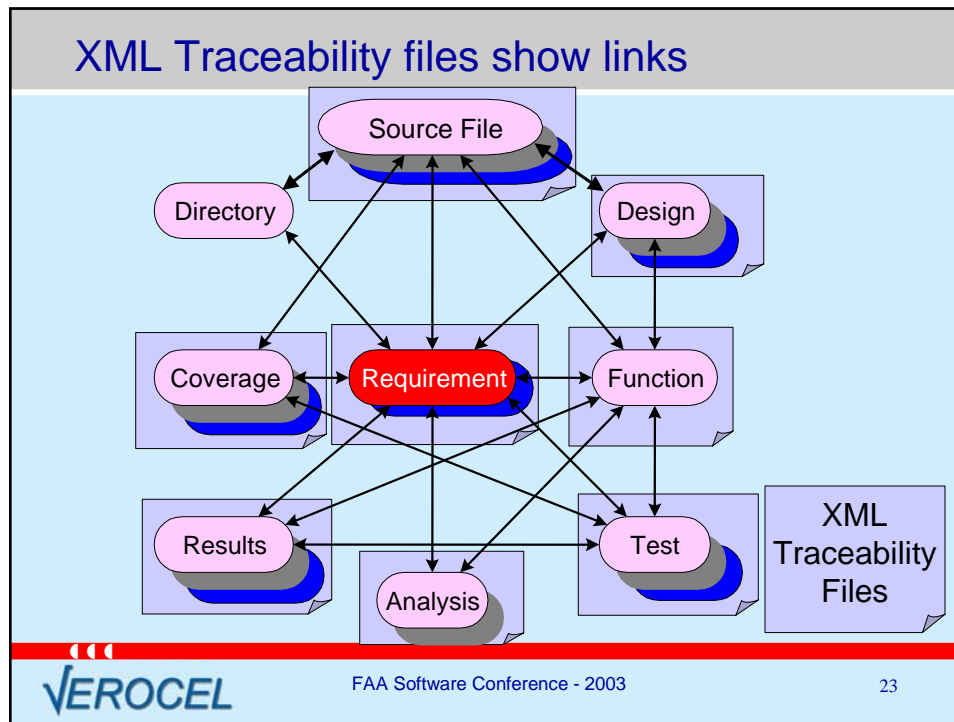 XML Traceability files show links
Source File
Directory
Design
Coverage
Requirement
Function
Results
Test
Analysis
XML
Traceability
Files
VEROCEL
FAA Software Conference - 2003
23